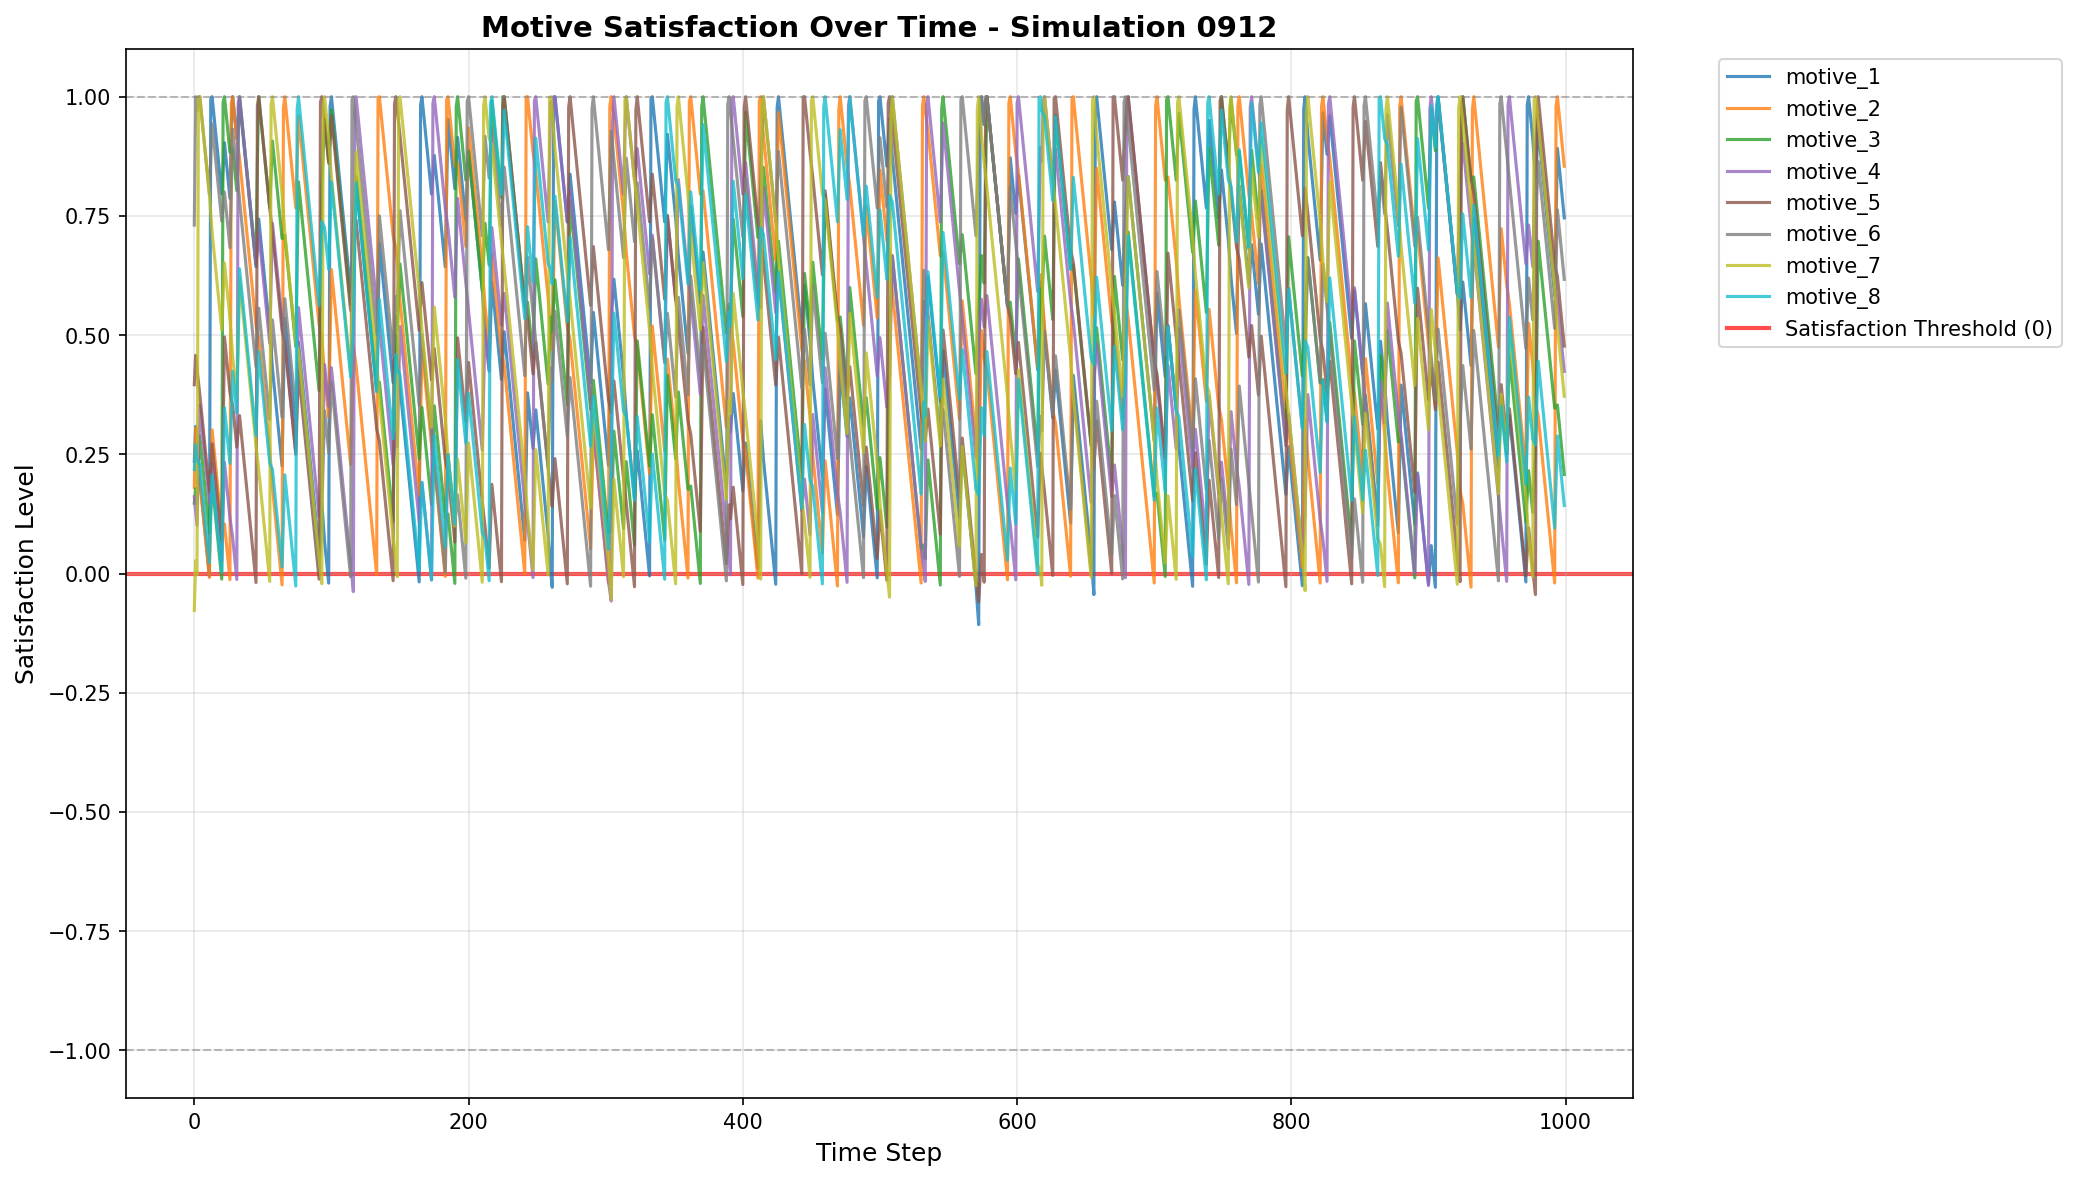 Motive Satisfaction Over Time - Simulation 0912
Satisfaction Level
1.00
0.75
0.50
0.25
0.00
−0.25
−0.50
−0.75
−1.00
0
200
400
600
800
1000
Time Step
motive_1
motive_2
motive_3
motive_4
motive_5
motive_6
motive_7
motive_8
Satisfaction Threshold (0)